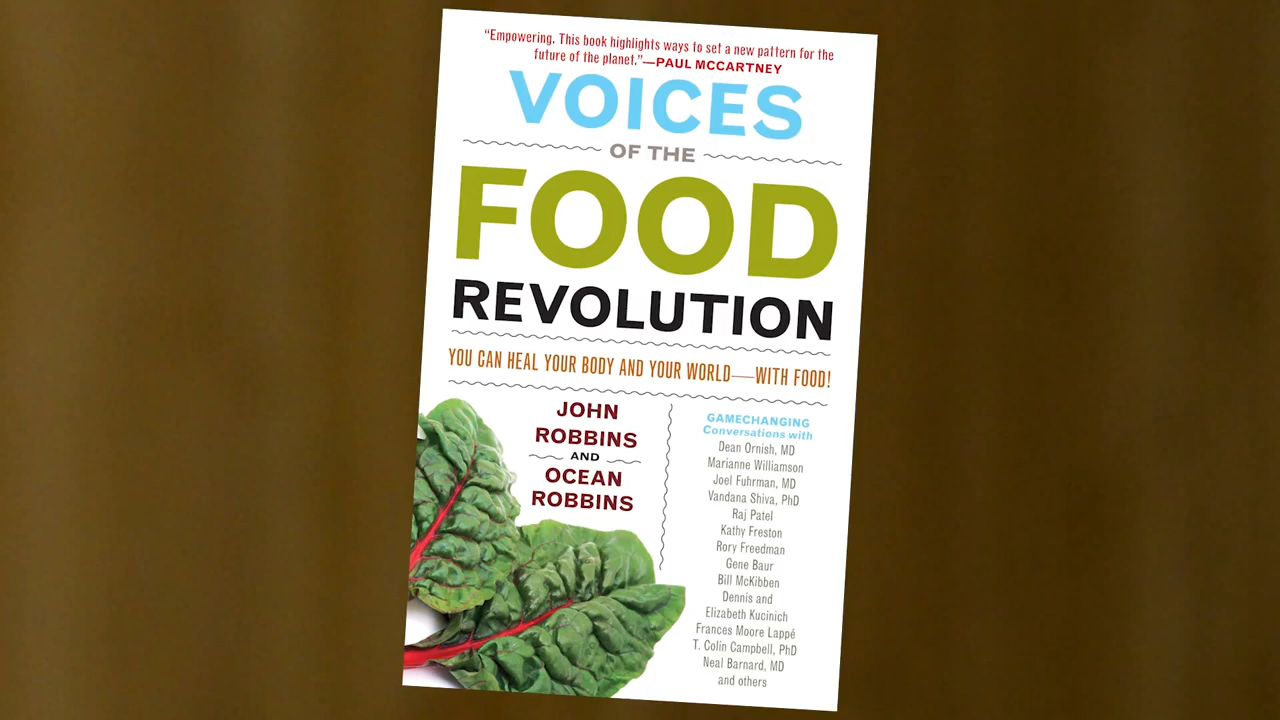 “Empowering. This book highlights ways to set a new pattern for the
future of the planet.”—PAUL MCCARTNEY
VOICES
OF THE
FOOD
REVOLUTION
YOU CAN HEAL YOUR BODY AND YOUR WORLD—WITH FOOD!
JOHN
ROBBINS
AND
OCEAN
ROBBINS
GAMECHANGING
Conversations with
Dean Ornish, MD
Marianne Williamson
Joel Fuhrman, MD
Vandana Shiva, PhD
Raj Patel
Kathy Freston
Rory Freedman
Gene Baur
Bill McKibben
Dennis and
Elizabeth Kucinich
Frances Moore Lappé
T. Colin Campbell, PhD
Neal Barnard, MD
and others